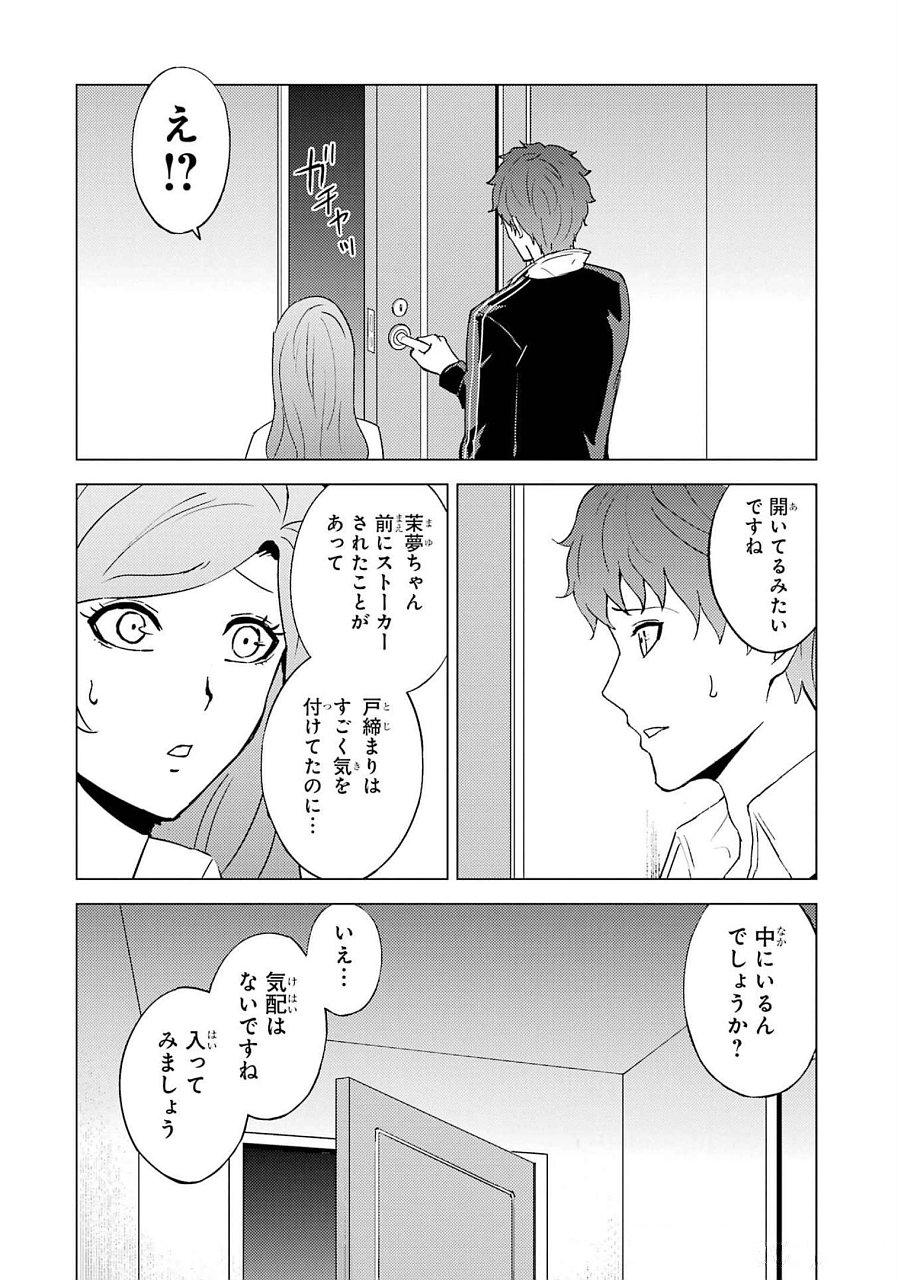 ガチャッ
え!?
開いてるみたい
ですね
茉夢ちゃん
前にストーカー
されたことが
あって
戸締まりは
すごく気を
付けてたのに…
中にいるん
でしょうか?
いえ…
気配は
ないですね
入って
みましょう